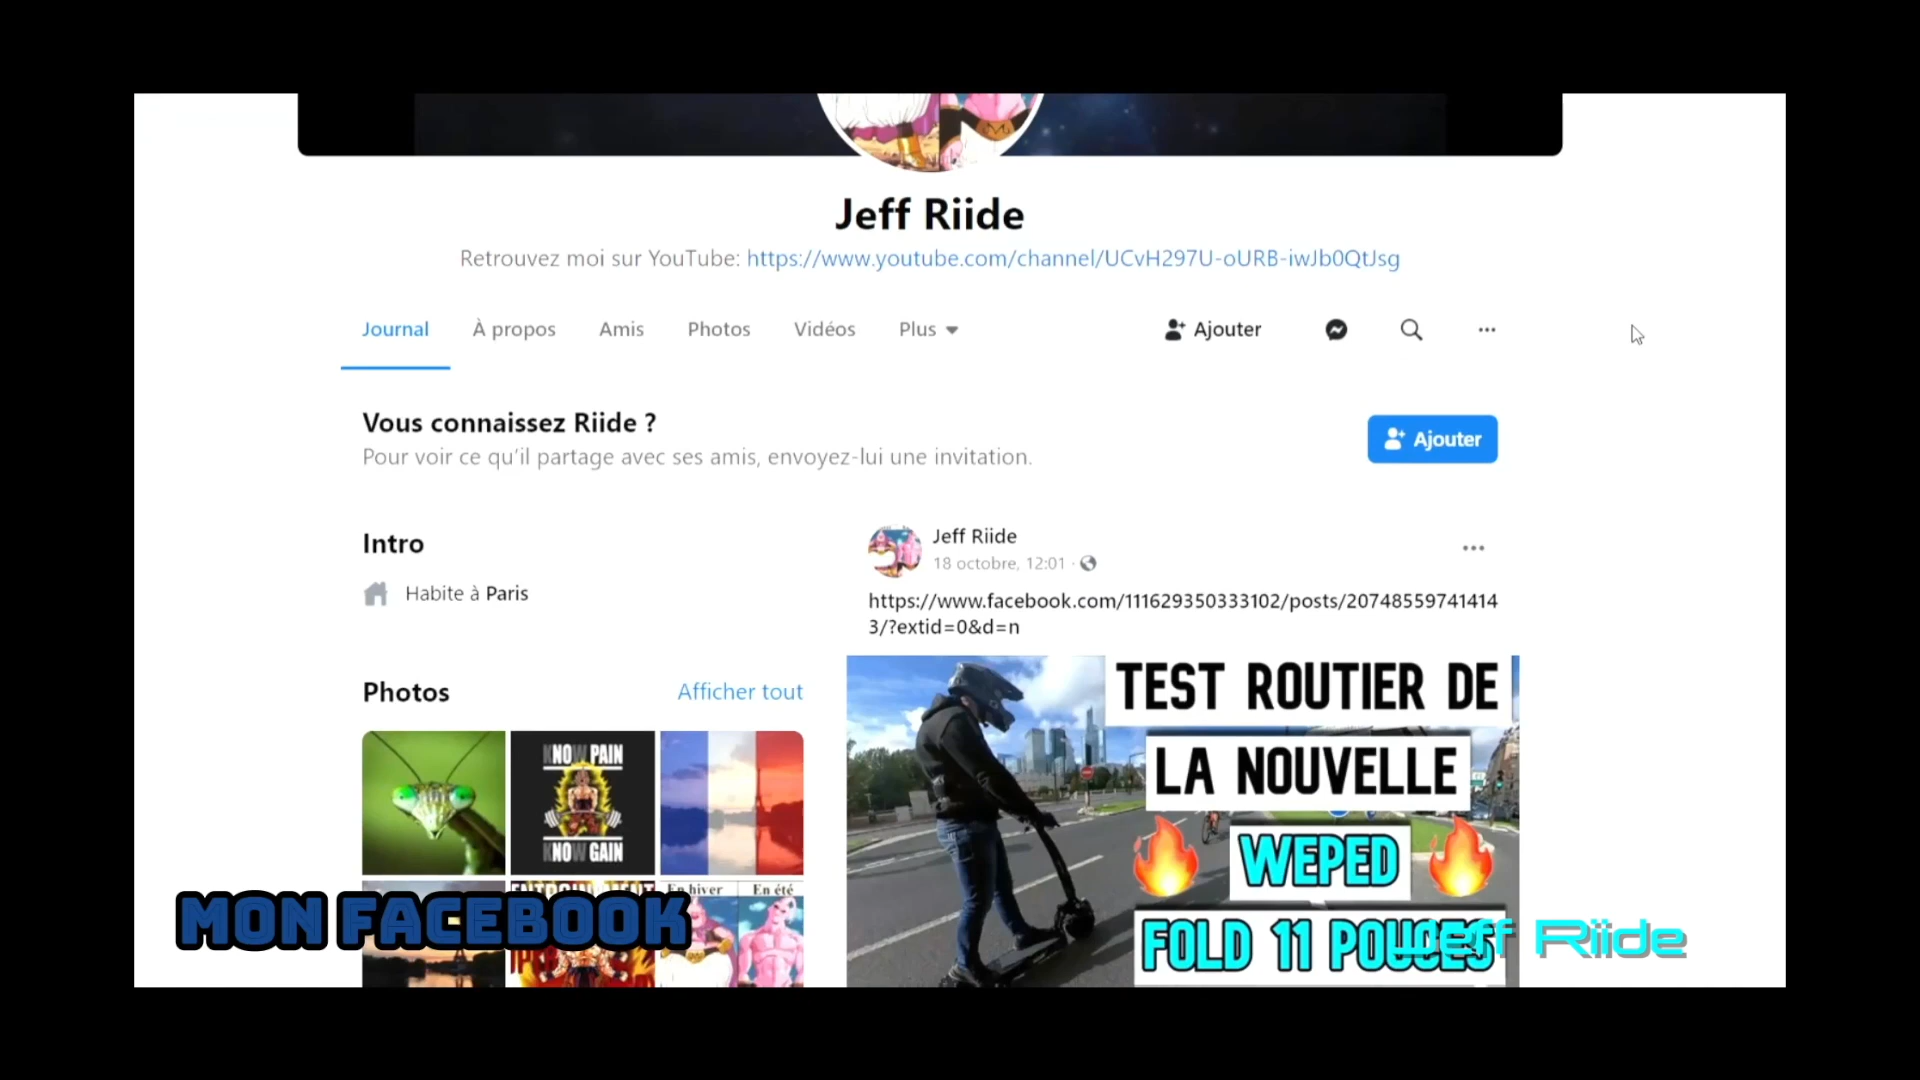 Jeff Riide
Retrouvez moi sur YouTube: https://www.youtube.com/channel/UCvH297U-oURB-iwJb0QtJsg
Journal À propos Amis Photos Vidéos Plus Ajouter
Vous connaissez Riide ?
Pour voir ce qu'il partage avec ses amis, envoyez-lui une invitation.
Ajouter
Intro
Habite à Paris
Photos
Afficher tout
KNOW PAIN
KNOW GAIN
En hiver
En été
MON FACEBOOK
Jeff Riide
18 octobre, 12:01 ·
https://www.facebook.com/111629350333102/posts/20748559741414
3/?extid=0&d=n
TEST ROUTIER DE
LA NOUVELLE
WEPED
FOLD 11 POUCES
Jeff Riide